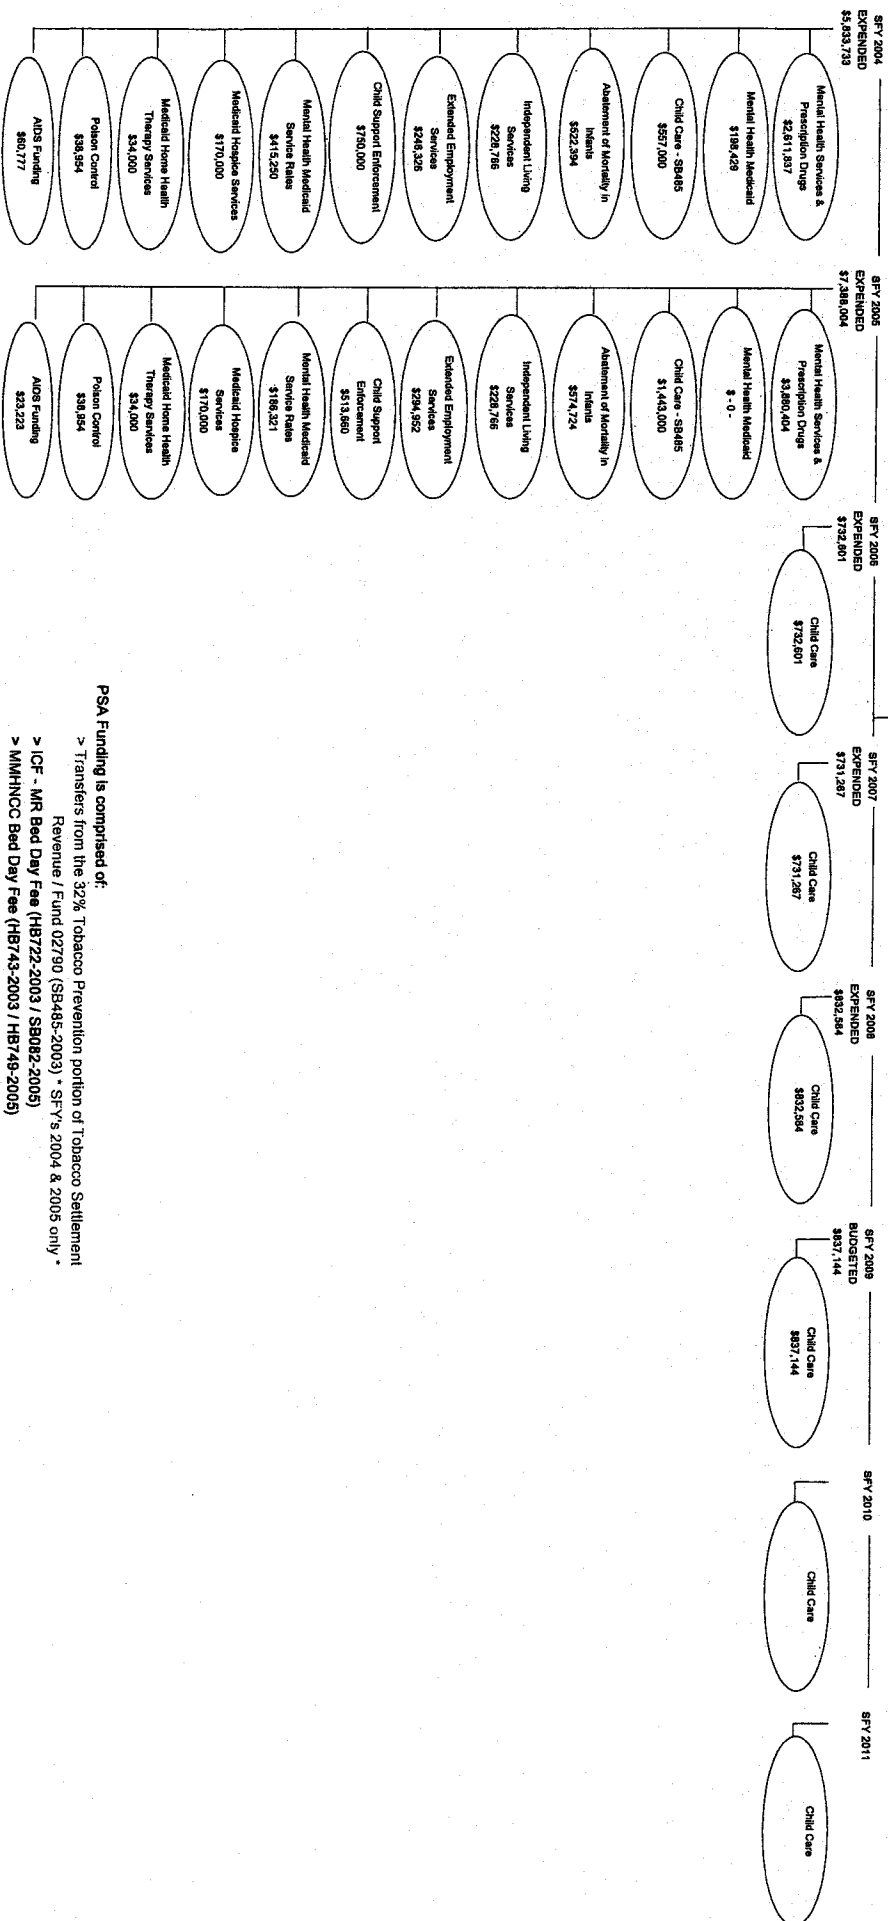 SFY 2004
EXPENDED
$5,833,733
Mental Health Services &
Prescription Drugs
$2,611,837
Mental Health Medicaid
$198,429
Child Care - SB485
$557,000
Abatement of Mortality in
Infants
$522,394
Independent Living
Services
$228,766
Extended Employment
Services
$246,326
Child Support Enforcement
$750,000
Mental Health Medicaid
Service Rates
$415,250
Medicaid Hospice Services
$170,000
Medicaid Home Health
Therapy Services
$34,000
Poison Control
$38,954
AIDS Funding
$60,777
SFY 2005
EXPENDED
$7,388,004
Mental Health Services &
Prescription Drugs
$3,880,404
Mental Health Medicaid
$ - 0 -
Child Care - SB485
$1,443,000
Abatement of Mortality in
Infants
$574,724
Independent Living
Services
$228,766
Extended Employment
Services
$294,952
Child Support
Enforcement
$513,660
Mental Health Medicaid
Service Rates
$186,321
Medicaid Hospice
Services
$170,000
Medicaid Home Health
Therapy Services
$34,000
Poison Control
$38,954
AIDS Funding
$23,223
SFY 2006
EXPENDED
$732,601
Child Care
$732,601
SFY 2007
EXPENDED
$731,267
Child Care
$731,267
SFY 2008
EXPENDED
$832,584
Child Care
$832,584
SFY 2009
BUDGETED
$837,144
Child Care
$837,144
SFY 2010
Child Care
SFY 2011
Child Care
PSA Funding is comprised of:
> Transfers from the 32% Tobacco Prevention portion of Tobacco Settlement
Revenue / Fund 02790 (SB485-2003) * SFY's 2004 & 2005 only *
> ICF - MR Bed Day Fee (HB722-2003 / SB082-2005)
> MMHNCC Bed Day Fee (HB743-2003 / HB749-2005)